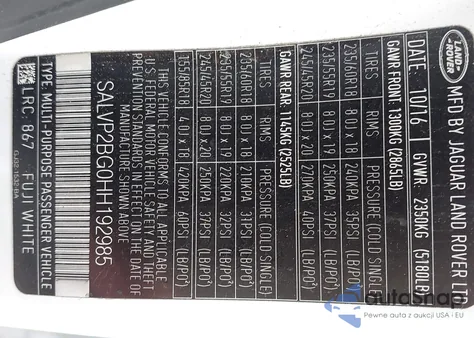 LAND ROVER
MFD BY JAGUAR LAND ROVER LTD
DATE: 10/16 GVWR: 2350KG (5180LB)
GAWR FRONT: 1300KG (2865LB)
TIRES RIMS PRESSURE (COLD SINGLE)
235/60R18 8.0J x 18 240KPA 35PSI (LB/PO²)
235/55R19 8.0J x 19 (LB/PO²)
245/45R20 8.0J x 20 270KPA 40PSI (LB/PO²)
GAWR REAR: 1145KG (2525LB)
TIRES RIMS PRESSURE (COLD SINGLE)
235/60R18 8.0J x 18 210KPA 31PSI (LB/PO²)
235/55R19 8.0J x 19 220KPA 32PSI (LB/PO²)
245/45R20 8.0J x 20 250KPA 37PSI (LB/PO²)
4.0J x 18 420KPA 60PSI (LB/PO²)
THIS VEHICLE CONFORMS TO ALL APPLICABLE
U.S FEDERAL MOTOR VEHICLE SAFETY AND THEFT
PREVENTION STANDARDS IN EFFECT ON THE DATE OF
MANUFACTURE SHOWN ABOVE
SALVP2BG0HH192985
TYPE: MULTI-PURPOSE PASSENGER VEHICLE
LRC: 867 FUJI WHITE
autoSnap
Pewne auta z aukcji USA i EU